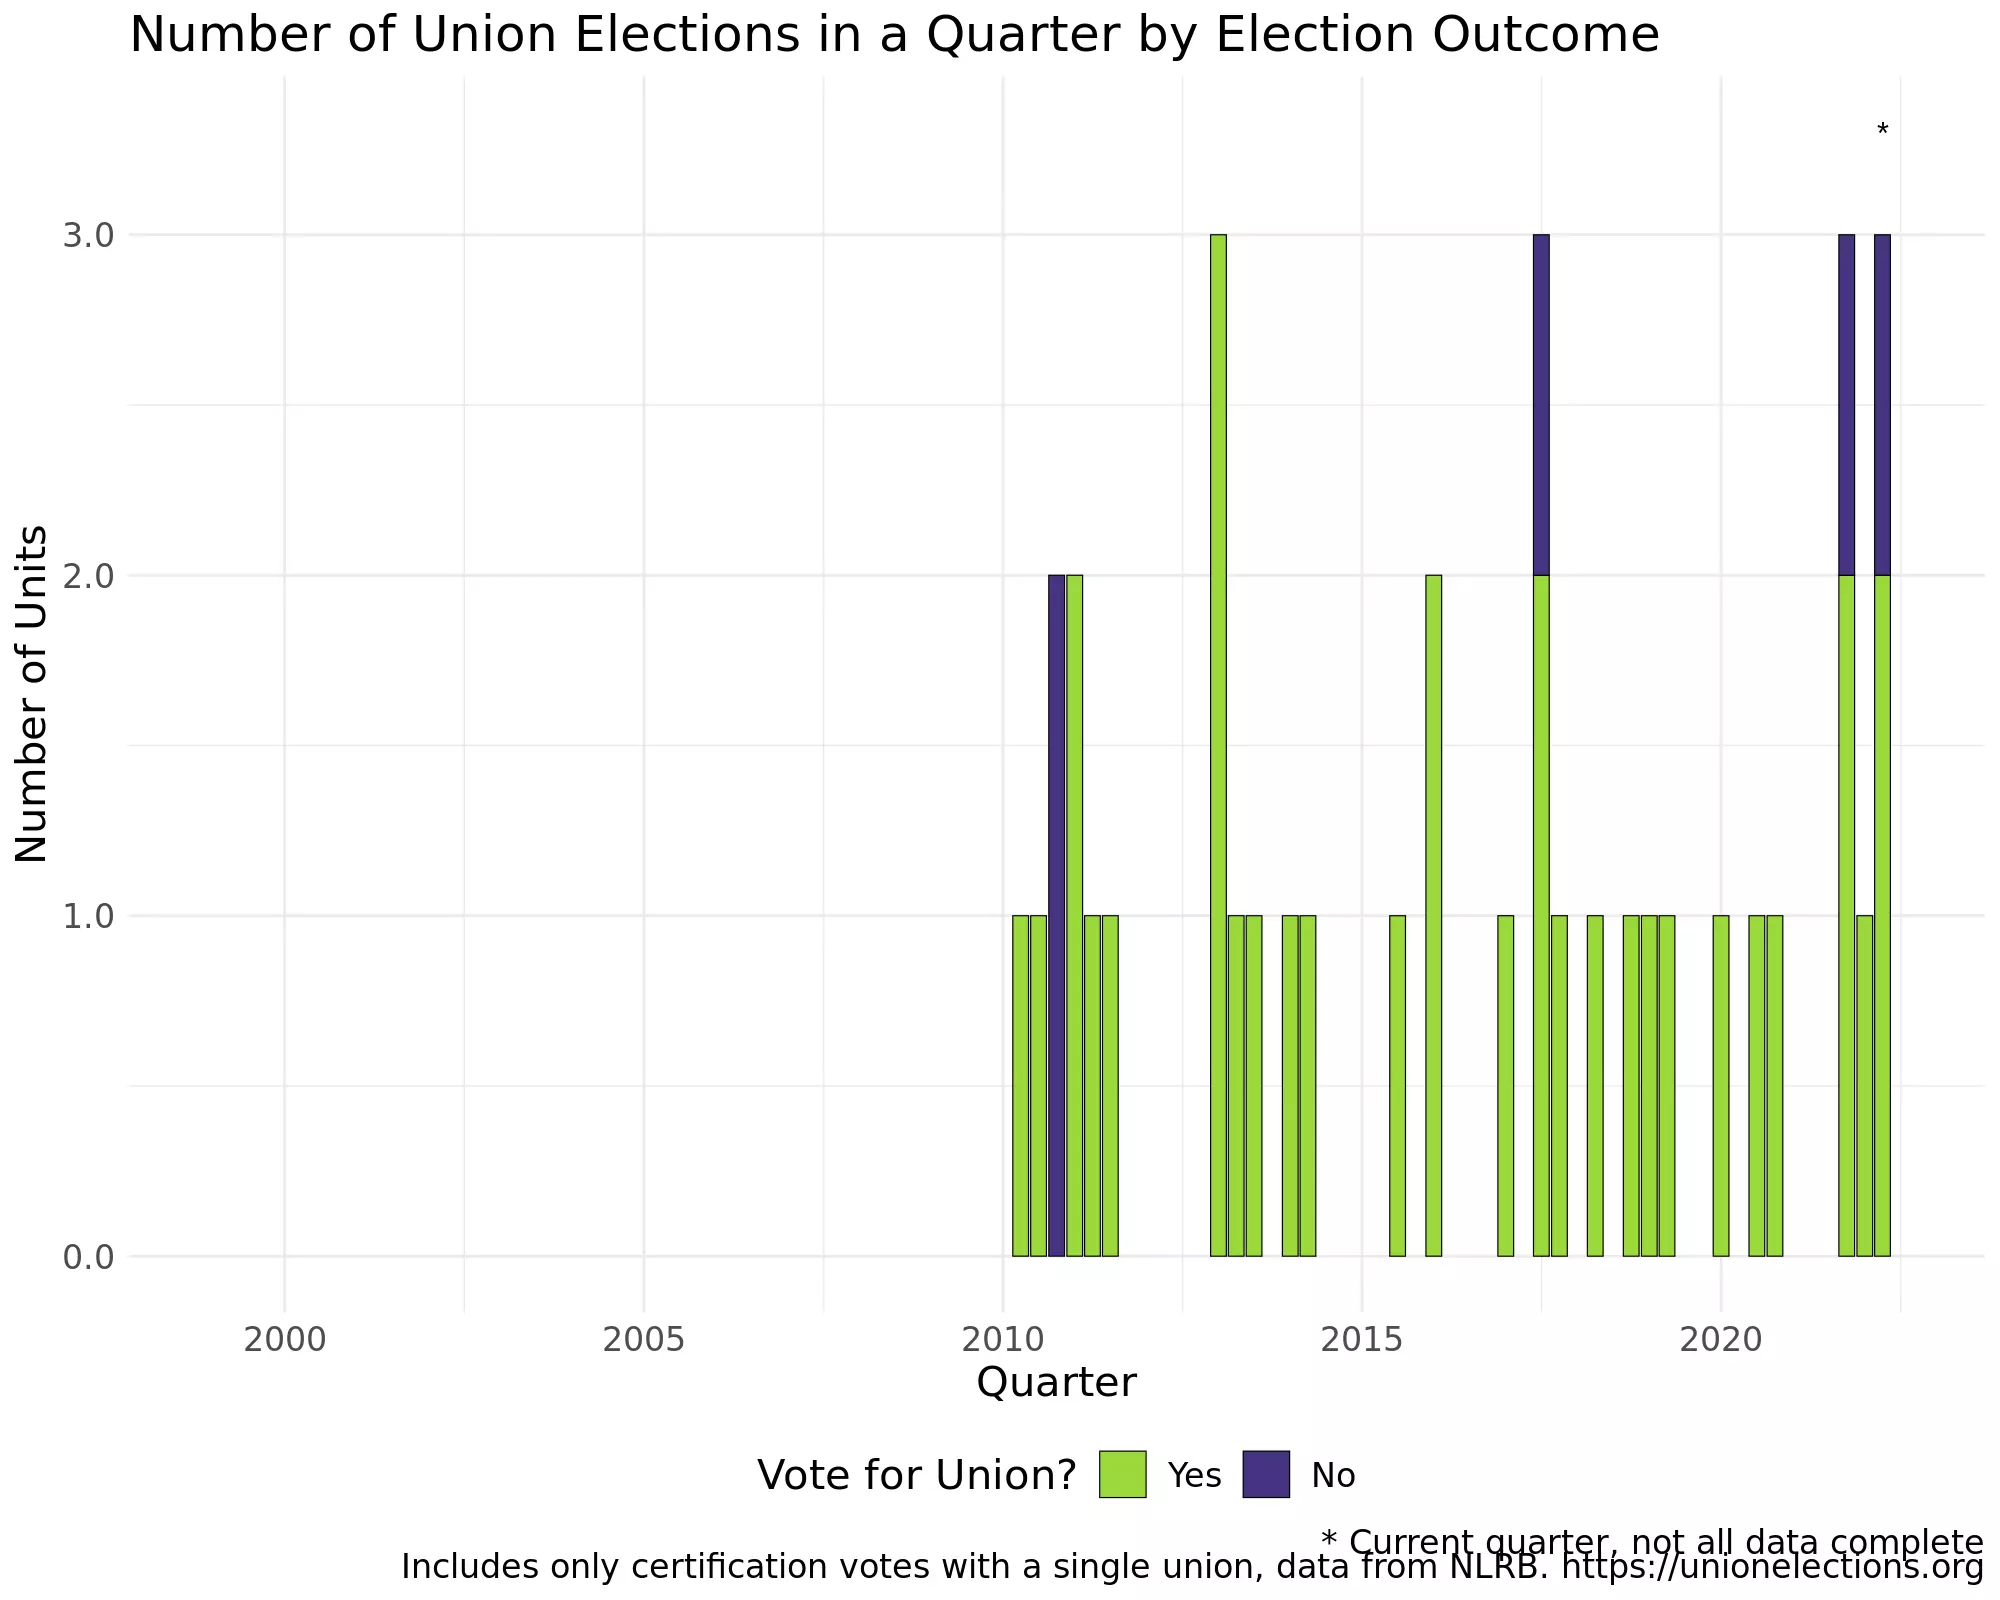 Number of Union Elections in a Quarter by Election Outcome
*
3.0
2.0
1.0
0.0
Number of Units
2000 2005 2010 2015 2020
Quarter
Vote for Union? Yes No
* Current quarter, not all data complete
Includes only certification votes with a single union, data from NLRB. https://unionelections.org